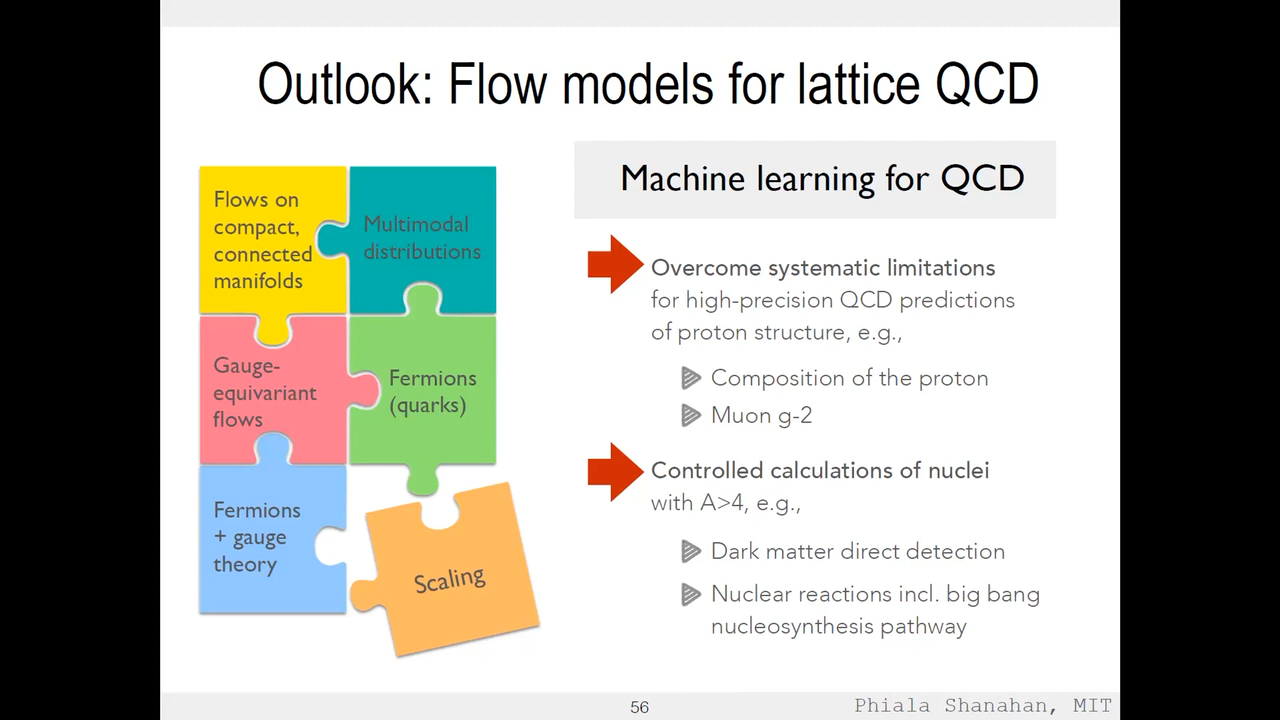 Outlook: Flow models for lattice QCD
Flows on
compact,
connected
manifolds
Multimodal
distributions
Gauge-
equivariant
flows
Fermions
(quarks)
Fermions
+ gauge
theory
Scaling
Machine learning for QCD
Overcome systematic limitations
for high-precision QCD predictions
of proton structure, e.g.,
Composition of the proton
Muon g-2
Controlled calculations of nuclei
with A>4, e.g.,
Dark matter direct detection
Nuclear reactions incl. big bang
nucleosynthesis pathway
56
Phiala Shanahan, MIT